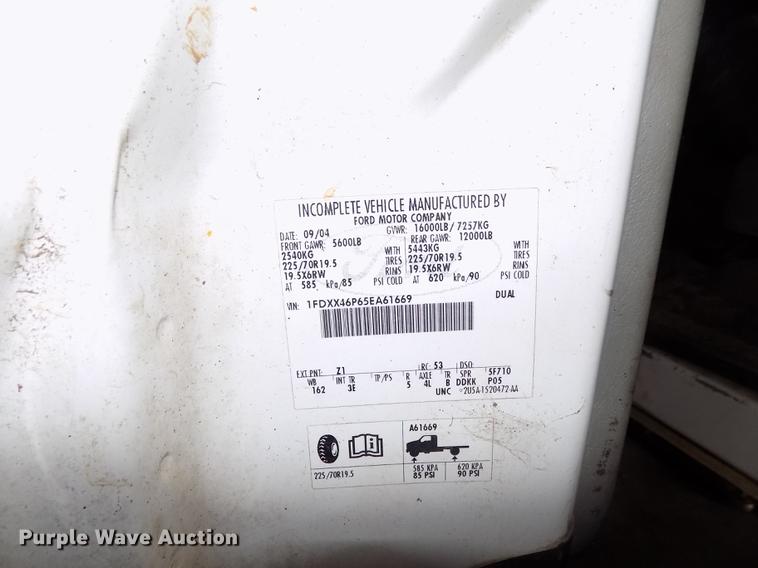 INCOMPLETE VEHICLE MANUFACTURED BY
FORD MOTOR COMPANY
DATE: 09/04 GVWR: 16000LB/ 7257KG
FRONT GAWR: 5600LB REAR GAWR: 12000LB
2540KG WITH 5443KG WITH
225/70R19.5 TIRES 225/70R19.5 TIRES
19.5X6RW RIMS 19.5X6RW RIMS
AT 585 kPa/85 PSI COLD AT 620 kPa/90 PSI COLD
VIN: 1FDXX46P65EA61669 DUAL
EXT PNT: Z1 RC: 53 DSO:
WB INT TR TP/PS R AXLE TR SPR 5F710
162 3E 5 4L B DDKK P05
UNC 2U5A-1520472-AA
A61669
225/70R19.5 585 KPA 620 KPA
85 PSI 90 PSI
Purple Wave Auction